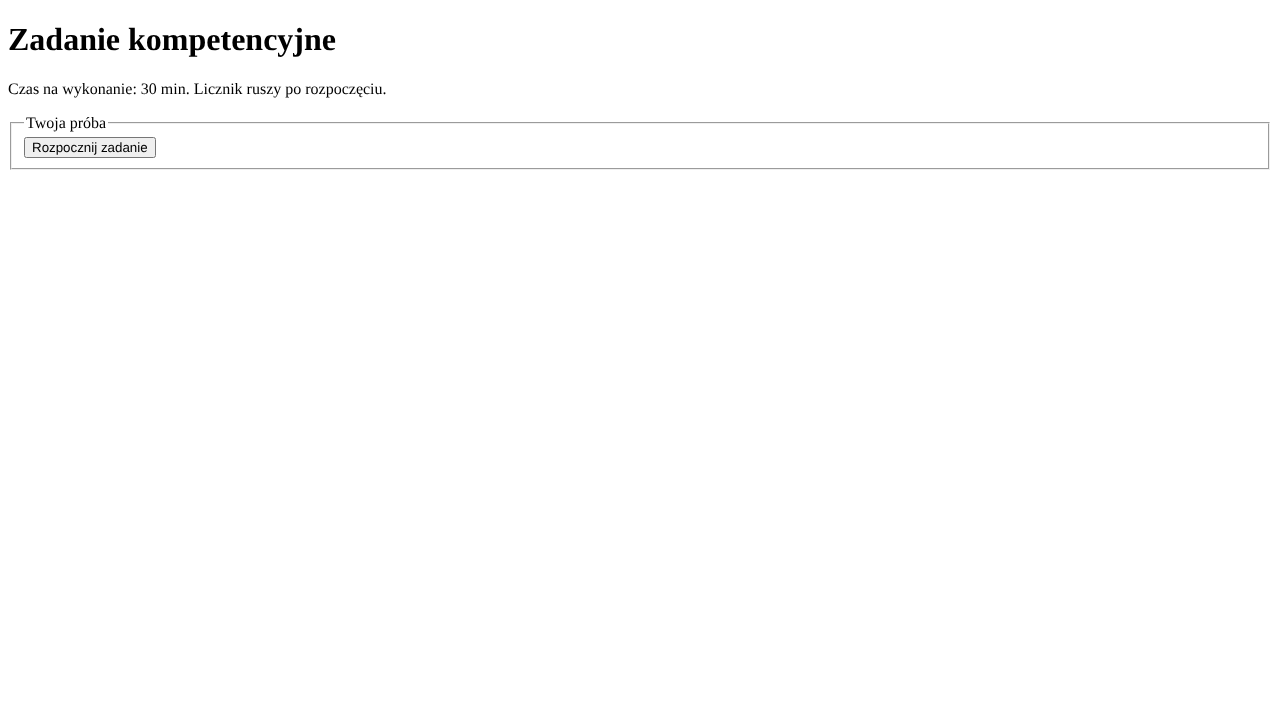 Zadanie kompetencyjne
Czas na wykonanie: 30 min. Licznik ruszy po rozpoczęciu.
Twoja próba
Rozpocznij zadanie